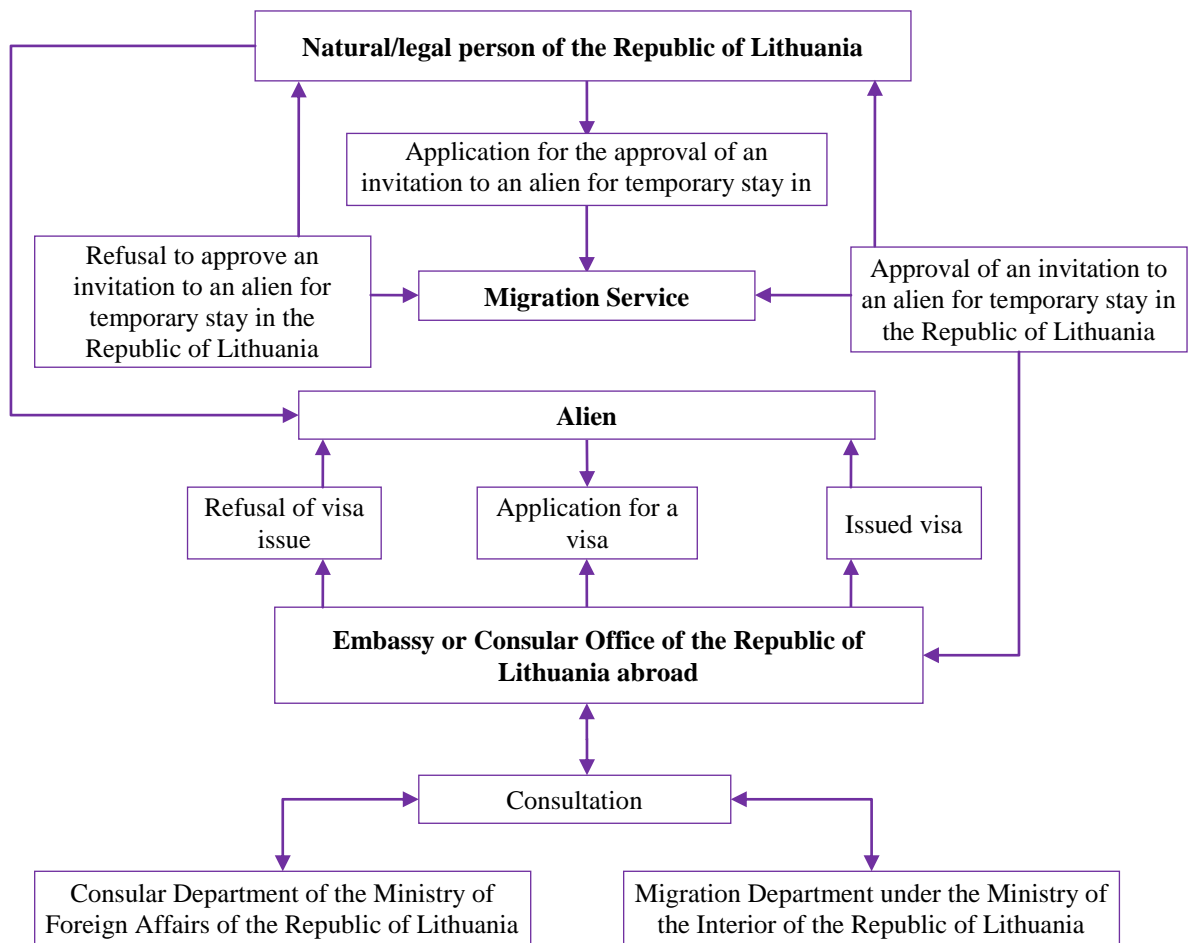 Natural/legal person of the Republic of Lithuania
Application for the approval of an
invitation to an alien for temporary stay in
Refusal to approve an
invitation to an alien for
temporary stay in the
Republic of Lithuania
Migration Service
Approval of an invitation to
an alien for temporary stay in
the Republic of Lithuania
Alien
Refusal of visa
issue
Application for a
visa
Issued visa
Embassy or Consular Office of the Republic of
Lithuania abroad
Consultation
Consular Department of the Ministry of
Foreign Affairs of the Republic of Lithuania
Migration Department under the Ministry of
the Interior of the Republic of Lithuania